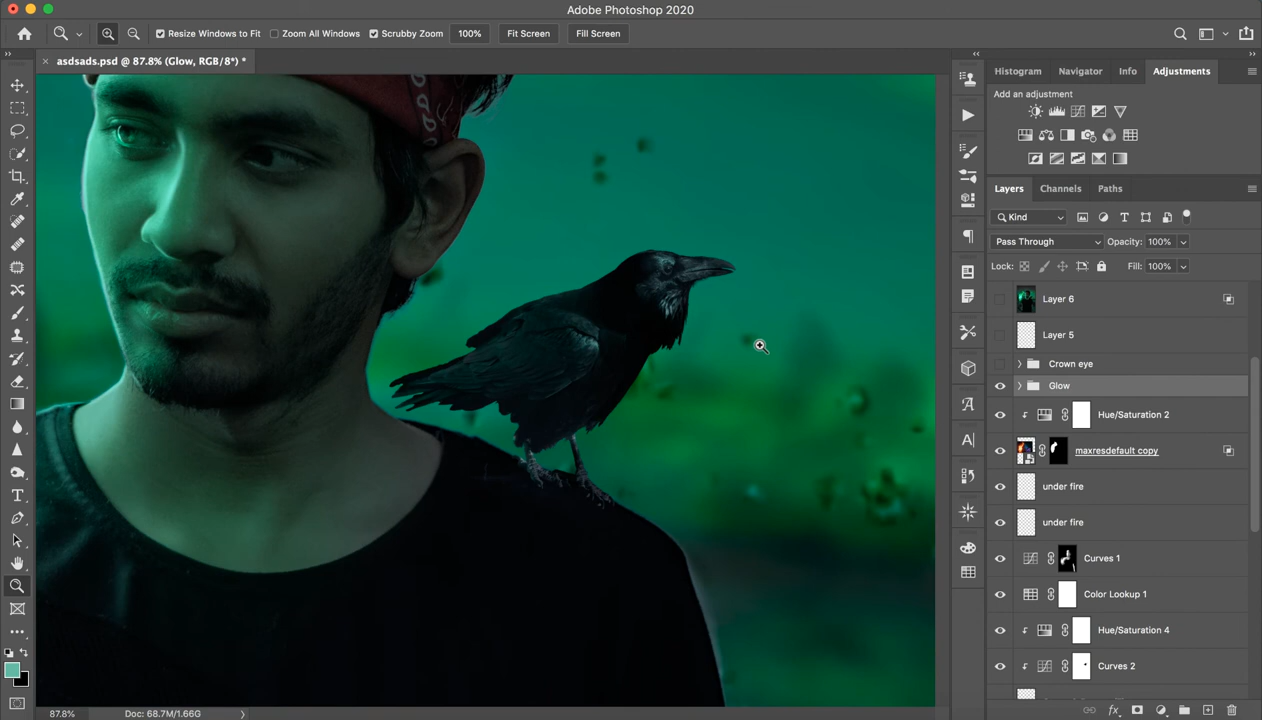 Adobe Photoshop 2020
Resize Windows to Fit Zoom All Windows Scrubby Zoom 100% Fit Screen Fill Screen
asdsads.psd @ 87.8% (Glow, RGB/8*) *
Histogram Navigator Info Adjustments
Add an adjustment
Layers Channels Paths
Kind
Pass Through Opacity: 100%
Lock: Fill: 100%
Layer 6
Layer 5
Crown eye
Glow
Hue/Saturation 2
maxresdefault copy
under fire
under fire
Curves 1
Color Lookup 1
Hue/Saturation 4
Curves 2
87.8% Doc: 68.7M/1.66G